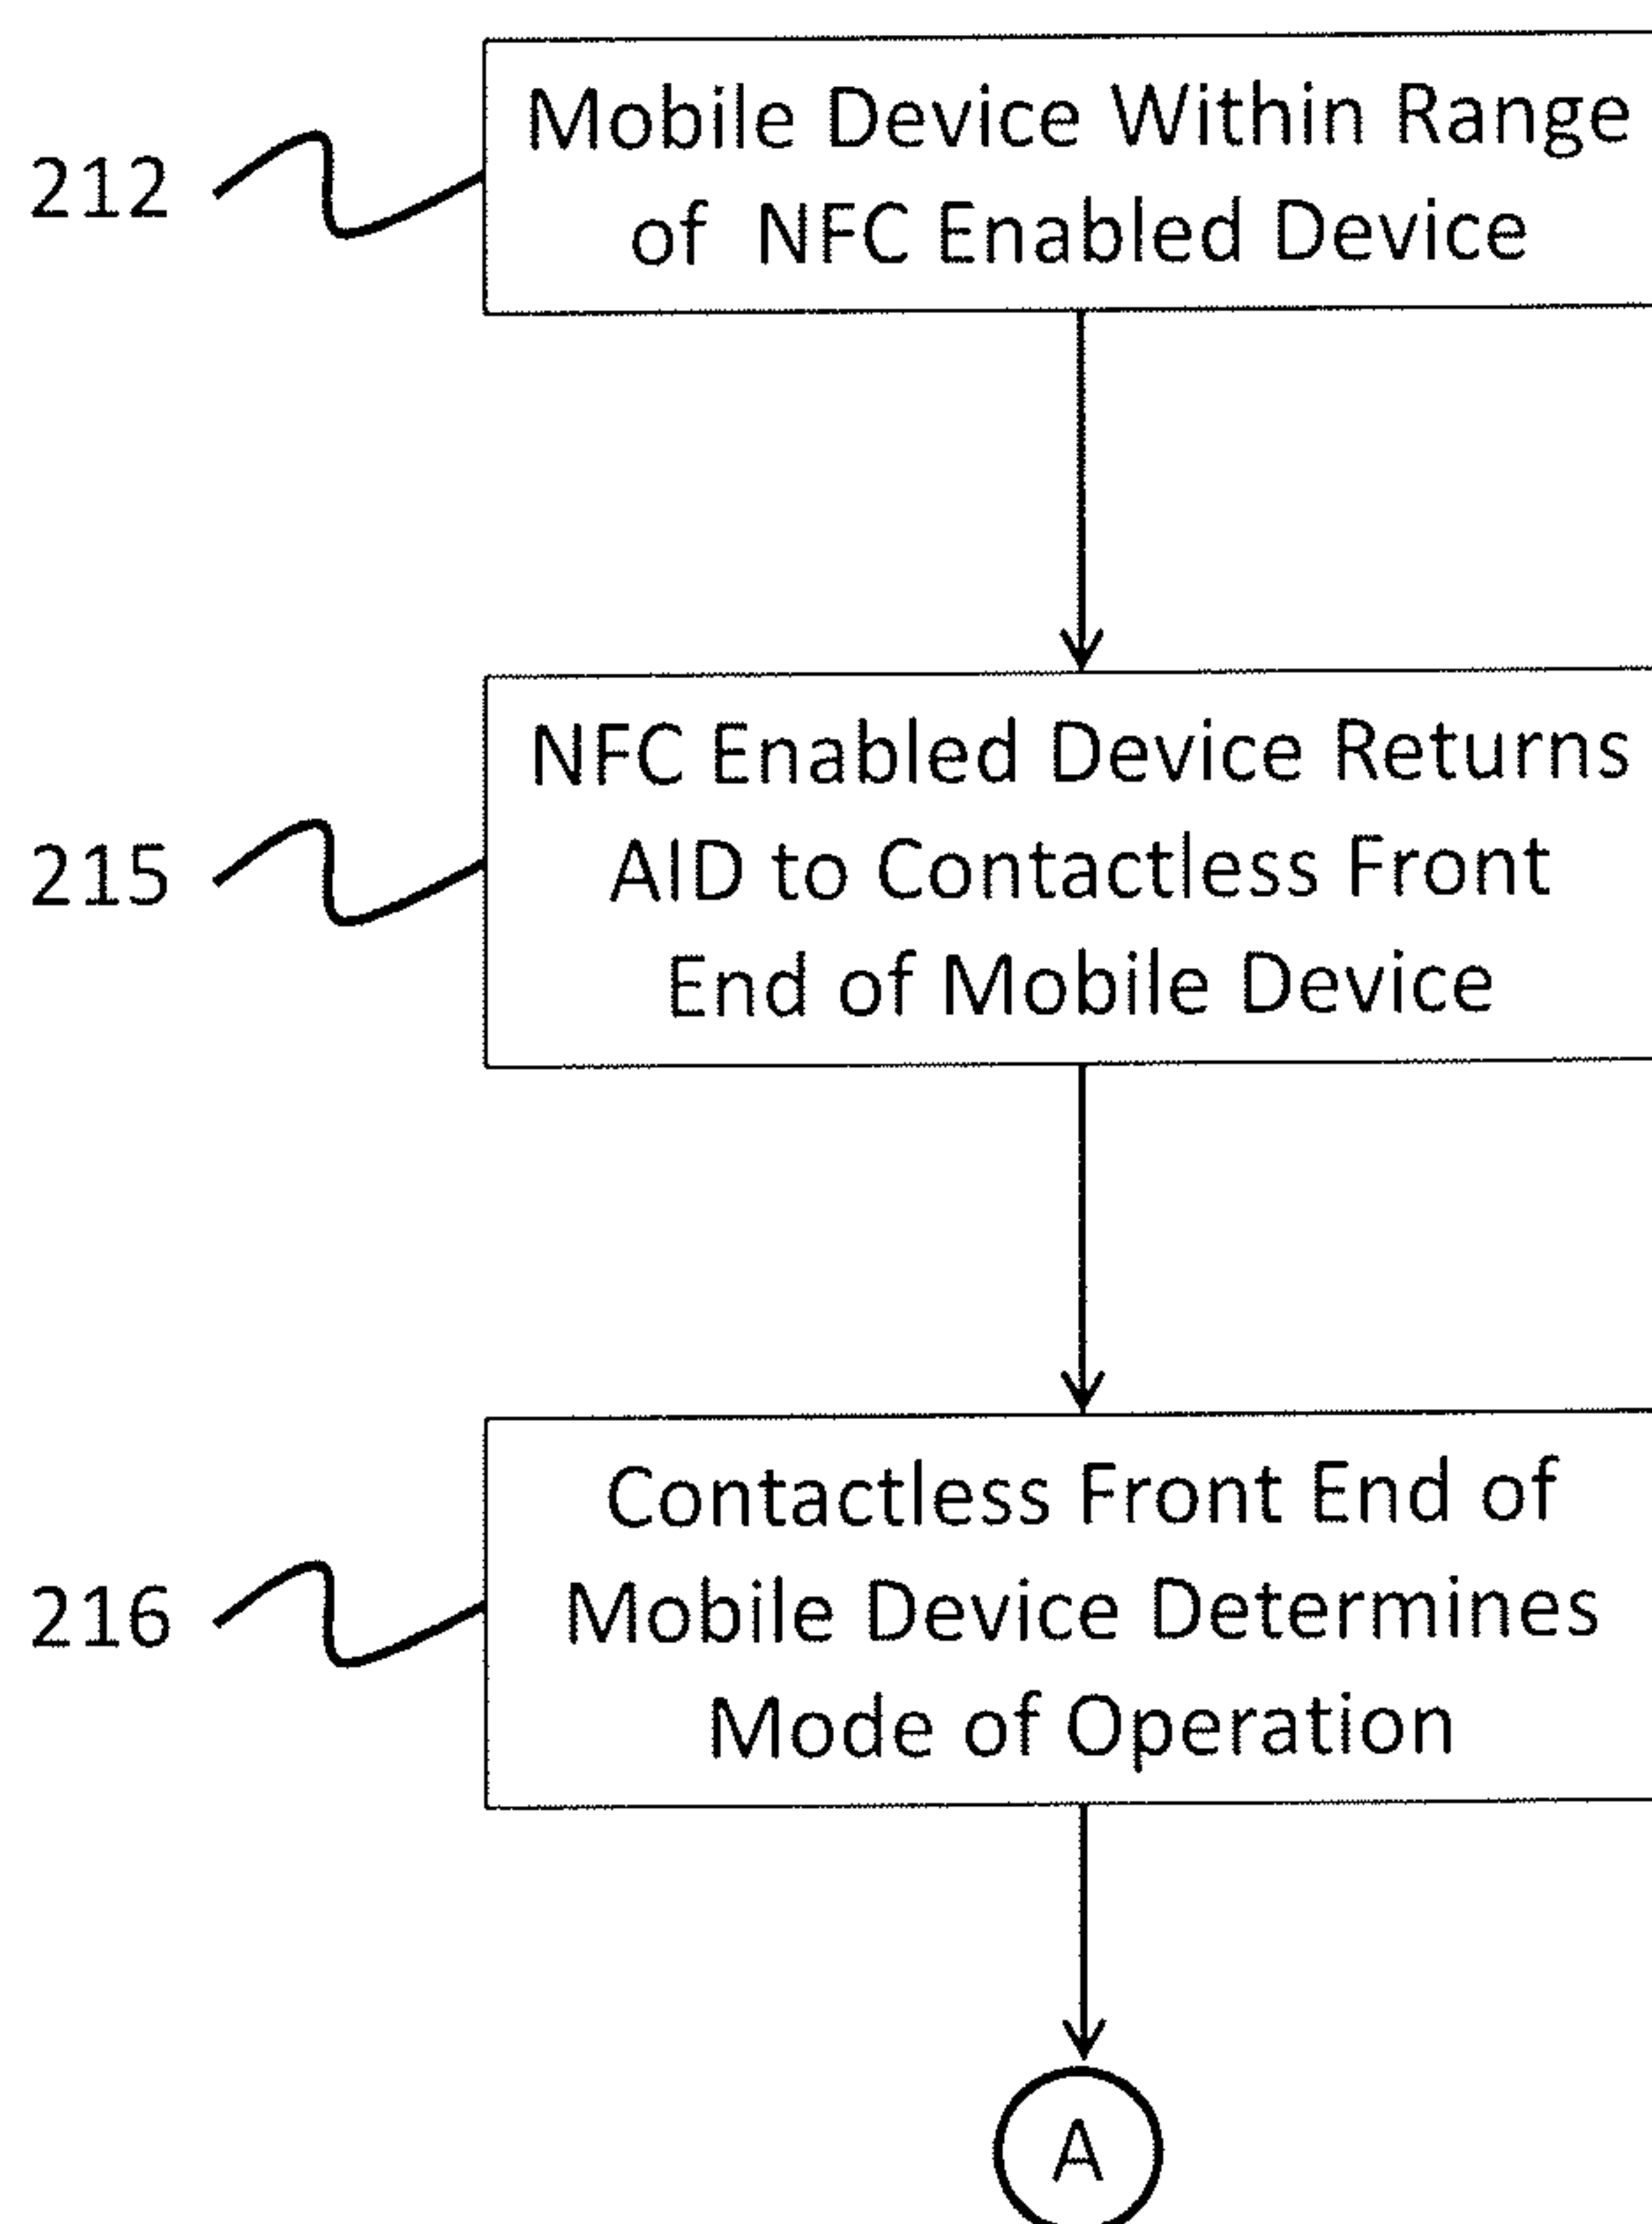 212
Mobile Device Within Range
of NFC Enabled Device
215
NFC Enabled Device Returns
AID to Contactless Front
End of Mobile Device
216
Contactless Front End of
Mobile Device Determines
Mode of Operation
A